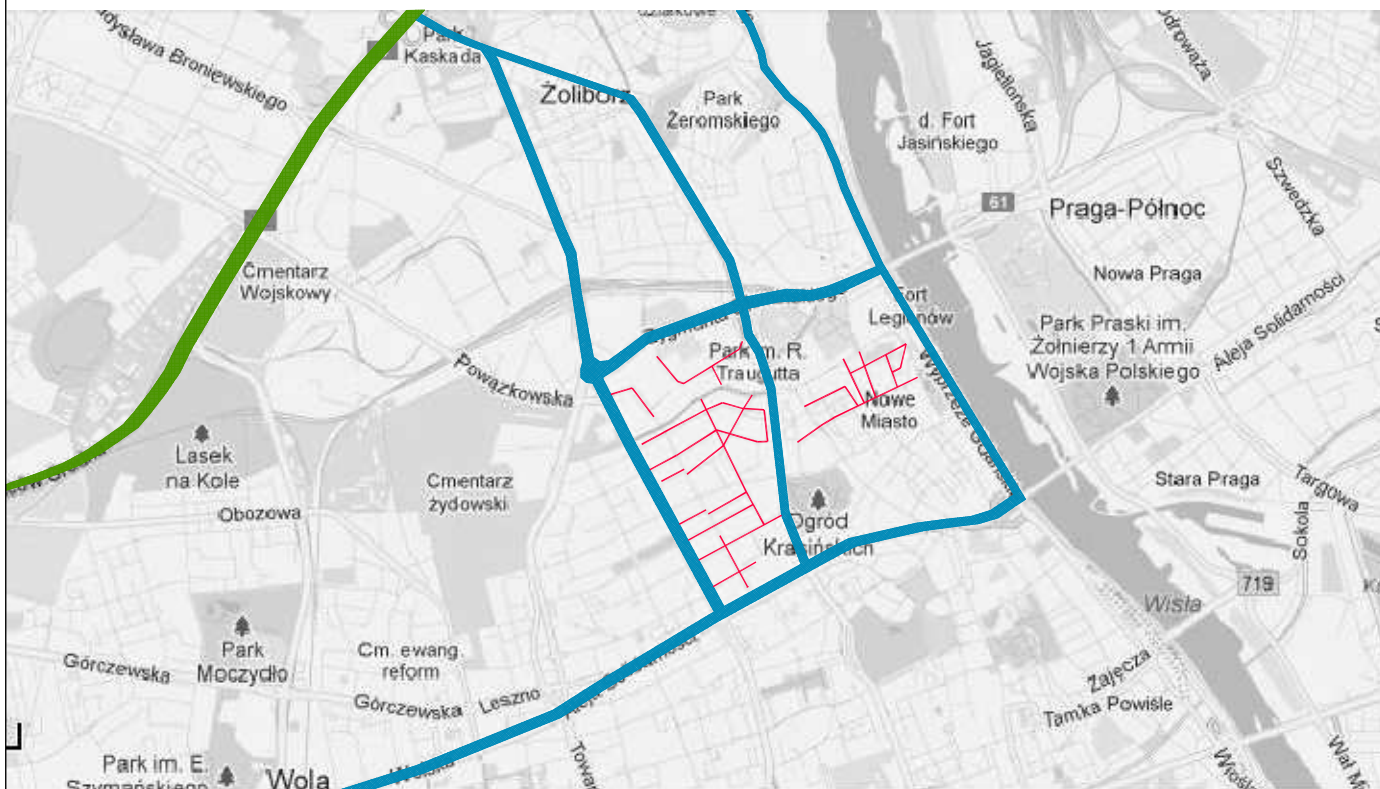 Broniewskiego
Park
Kaskada
Żoliborz
Park
Żeromskiego
Jagiellońska
d. Fort
Jasińskiego
61
Szwedzka
Praga-Północ
Cmentarz
Wojskowy
Nowa Praga
Fort
Legionów
Park Praski im.
Żołnierzy 1 Armii
Wojska Polskiego
Aleja Solidarności
Powązkowska
Park im. R.
Traugutta
Nowe
Miasto
Lasek
na Kole
Cmentarz
żydowski
Stara Praga
Targowa
Obozowa
Ogród
Krasińskich
Sokola
719
Wisła
Park
Moczydło
Cm. ewang.
reform
Górczewska
Górczewska
Leszno
Zajęcza
Tamka Powiśle
Park im. E.
Szymańskiego
Wola
Wolska